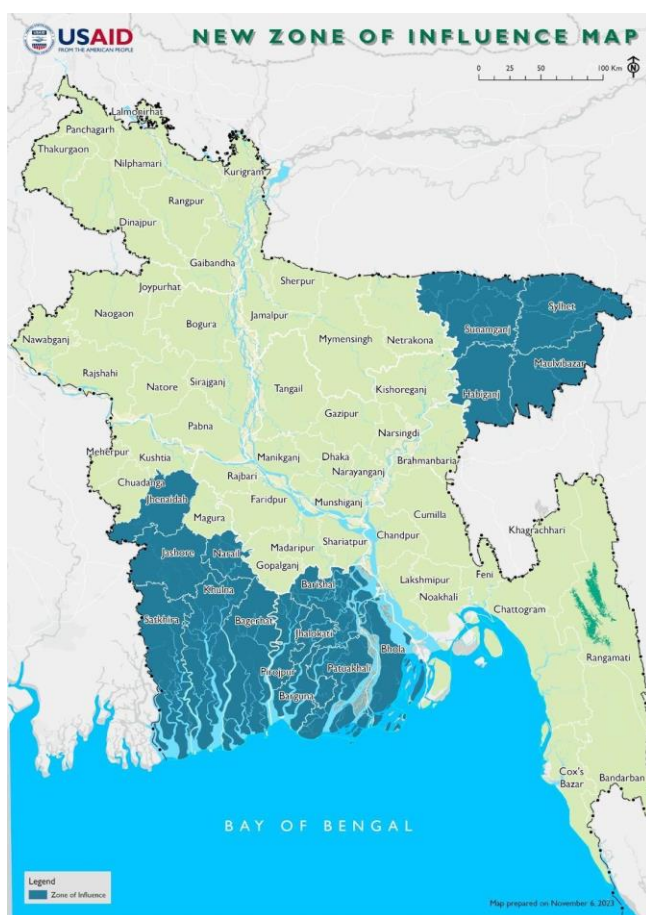 USAID
FROM THE AMERICAN PEOPLE
NEW ZONE OF INFLUENCE MAP
0 25 50 100 Km
N
Lalmonirhat
Panchagarh
Thakurgaon
Nilphamari
Kurigram
Rangpur
Dinajpur
Gaibandha
Sherpur
Joypurhat
Jamalpur
Naogaon
Bogura
Sunamganj
Sylhet
Nawabganj
Mymensingh
Netrakona
Rajshahi
Sirajganj
Natore
Tangail
Kishoreganj
Maulvibazar
Habiganj
Gazipur
Pabna
Narsingdi
Meherpur
Kushtia
Manikganj
Dhaka
Brahmanbaria
Chuadanga
Rajbari
Narayanganj
Jhenaidah
Faridpur
Munshiganj
Magura
Cumilla
Khagrachhari
Shariatpur
Chandpur
Jashore
Narail
Madaripur
Gopalganj
Feni
Khulna
Barishal
Lakshmipur
Noakhali
Chattogram
Satkhira
Bagerhat
Jhalokati
Bhola
Rangamati
Pirojpur
Patuakhali
Barguna
Cox's
Bazar
Bandarban
BAY OF BENGAL
Legend
Zone of Influence
Map prepared on November 6, 2023